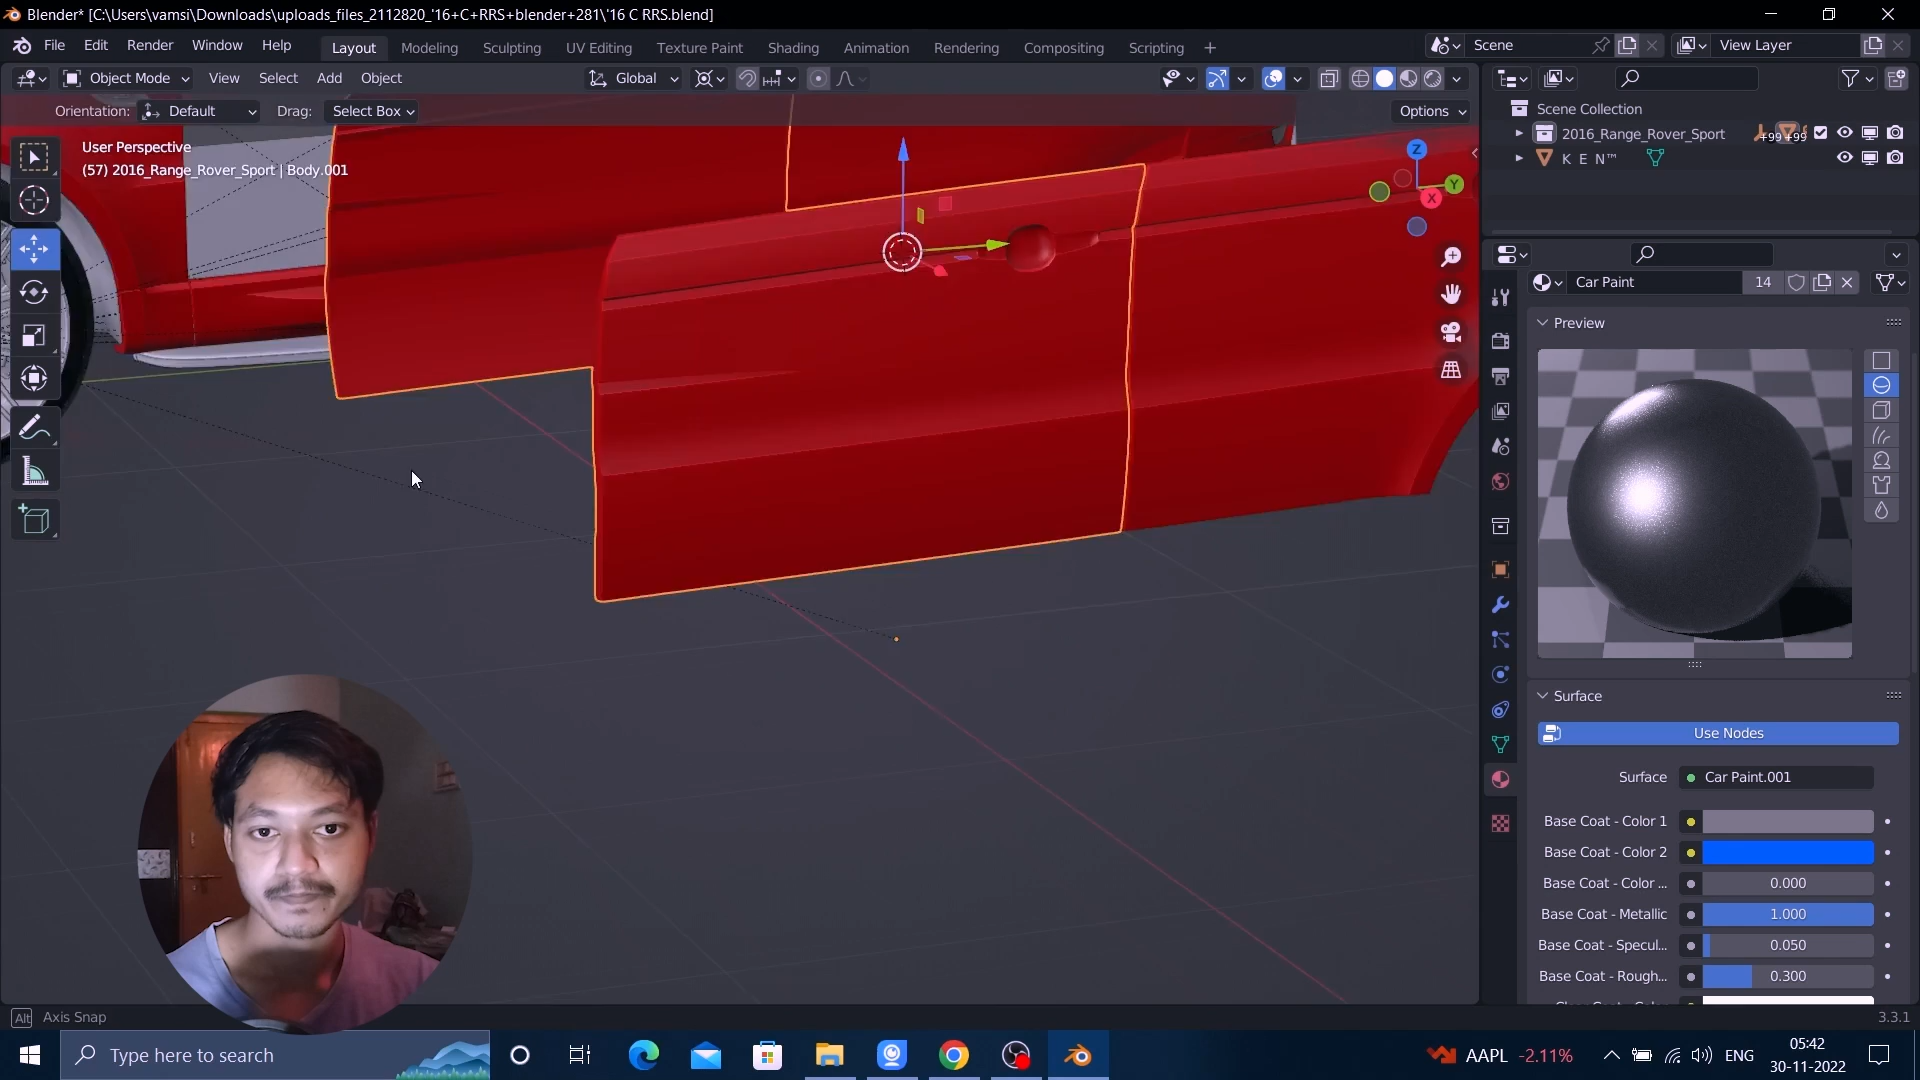 Blender* [C:\Users\vamsi\Downloads\uploads_files_2112820_'16+C+RRS+blender+281\'16 C RRS.blend]
File Edit Render Window Help
Layout Modeling Sculpting UV Editing Texture Paint Shading Animation Rendering Compositing Scripting
Scene
View Layer
Object Mode View Select Add Object
Global
Orientation: Default Drag: Select Box
Options
User Perspective
(57) 2016_Range_Rover_Sport | Body.001
Z
Y
X
Scene Collection
2016_Range_Rover_Sport +99 +99
K E N™
Car Paint 14
Preview
Surface
Use Nodes
Surface Car Paint.001
Base Coat - Color 1
Base Coat - Color 2
Base Coat - Color ... 0.000
Base Coat - Metallic 1.000
Base Coat - Specul... 0.050
Base Coat - Rough... 0.300
Alt Axis Snap
3.3.1
Type here to search
AAPL -2.11%
ENG
05:42
30-11-2022